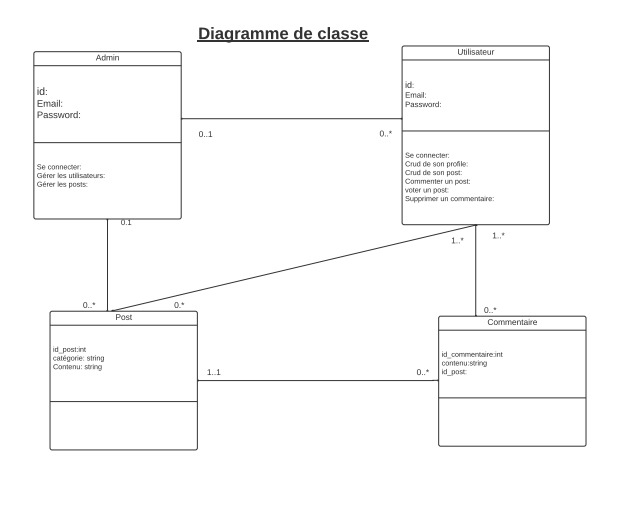 Diagramme de classe
Admin
id:
Email:
Password:
Se connecter:
Gérer les utilisateurs:
Gérer les posts:
Utilisateur
id:
Email:
Password:
Se connecter:
Crud de son profile:
Crud de son post:
Commenter un post:
voter un post:
Supprimer un commentaire:
0..1
0..*
0.1
1..*
1..*
0..*
0.*
0..*
Post
id_post:int
catégorie: string
Contenu: string
1..1
0..*
Commentaire
id_commentaire:int
contenu:string
id_post: